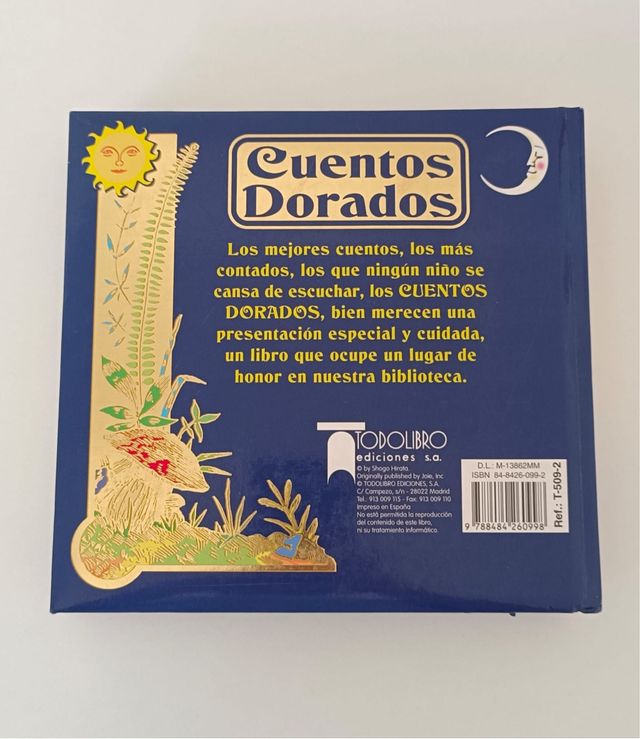 Cuentos
Dorados
Los mejores cuentos, los más
contados, los que ningún niño se
cansa de escuchar, los CUENTOS
DORADOS, bien merecen una
presentación especial y cuidada,
un libro que ocupe un lugar de
honor en nuestra biblioteca.
TODOLIBRO
ediciones s.a.
© by Shogo Hirata.
Originally published by Joie, Inc
© TODOLIBRO EDICIONES, S.A.
C/ Campezo, s/n - 28022 Madrid
Tel.: 913 009 115 - Fax: 913 009 110
Impreso en España
No está permitida la reproducción
del contenido de este libro,
ni su tratamiento informático.
D.L.: M-13862MM
ISBN 84-8426-099-2
9 788484 260998
Ref.: T-509-2